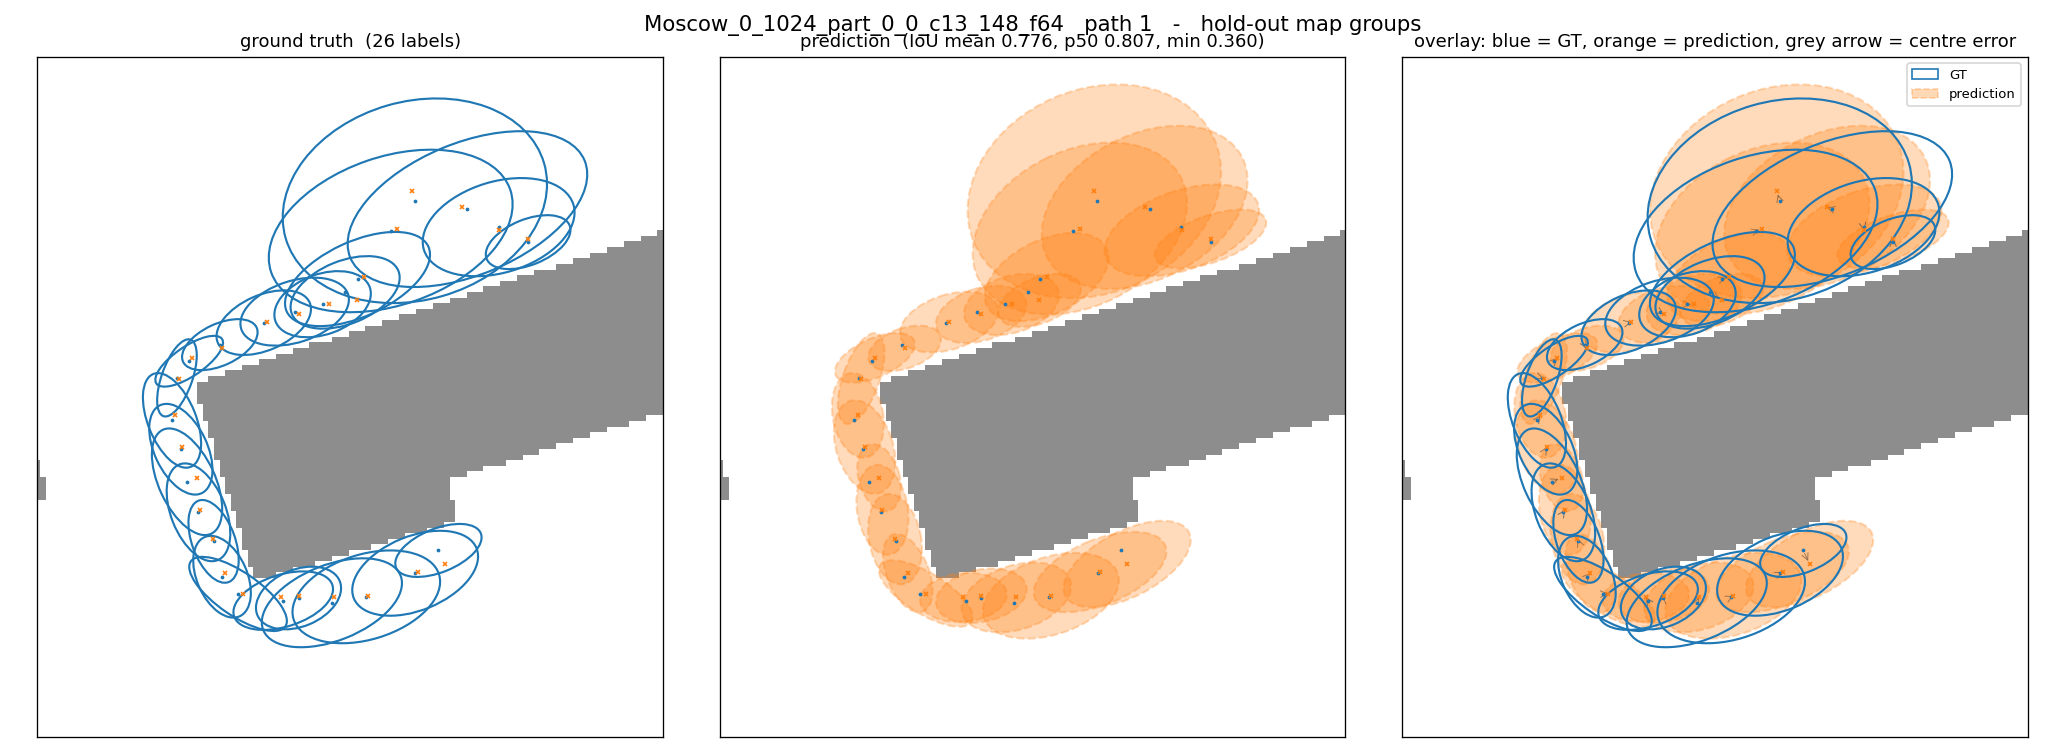 Moscow_0_1024_part_0_0_c13_148_f64   path 1   -   hold-out map groups
ground truth  (26 labels)
prediction  (IoU mean 0.776, p50 0.807, min 0.360)
overlay: blue = GT, orange = prediction, grey arrow = centre error
GT
prediction